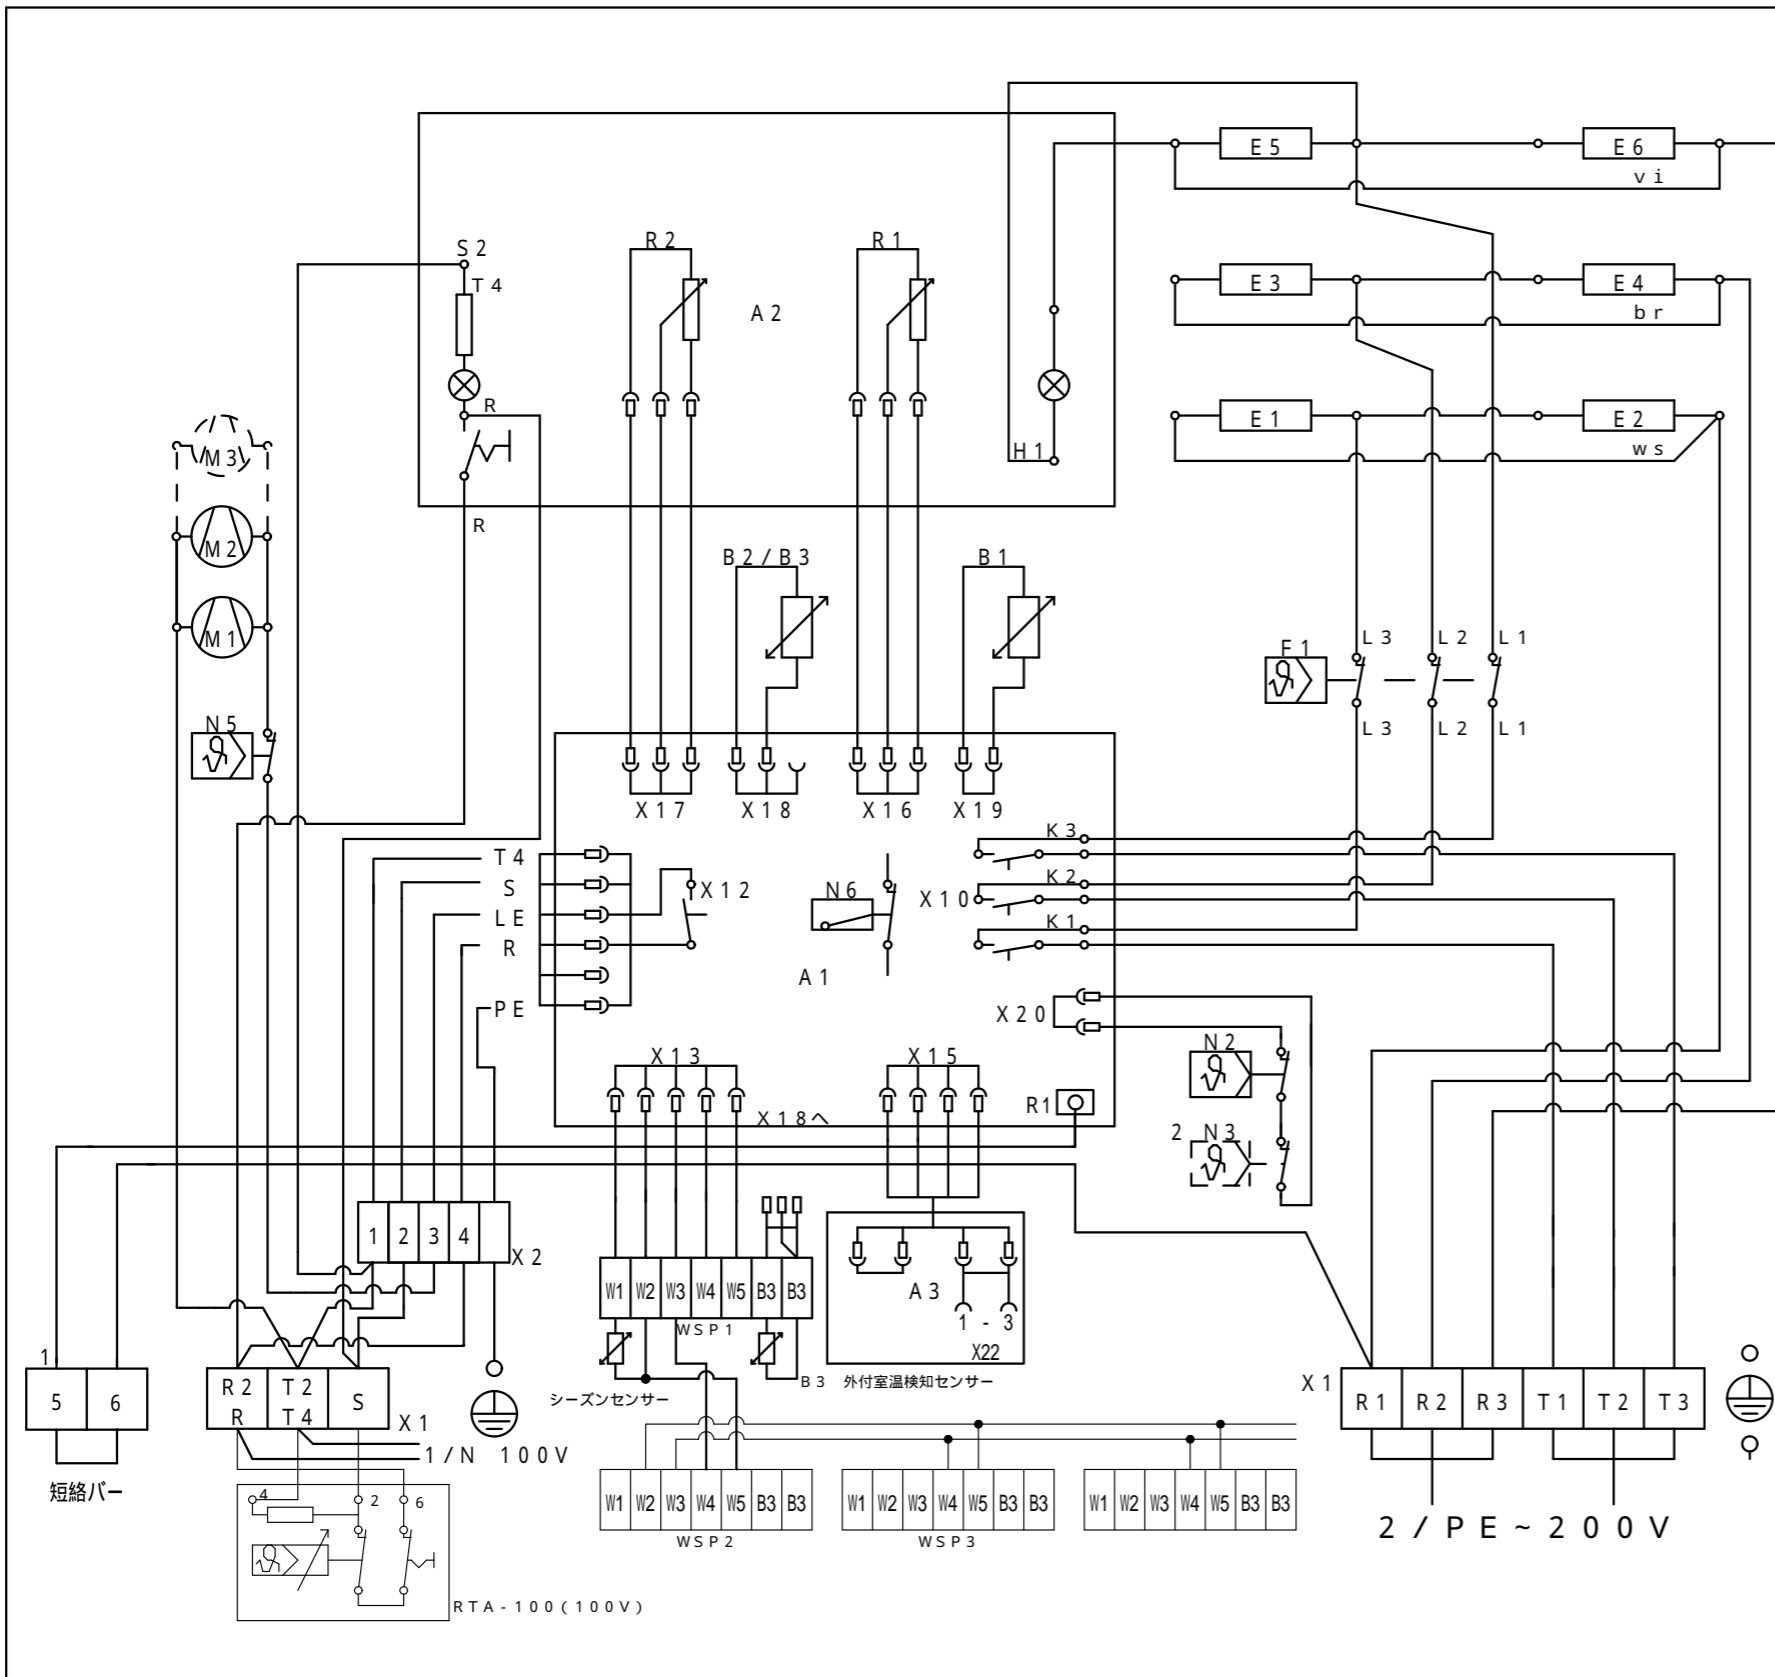 E5
E6
vi
S2
R2
R1
T4
E3
E4
A2
br
R
E1
E2
H1
ws
M3
R
M2
B2/B3
B1
M1
F1
L3
L2
L1
N5
L3
L2
L1
X17
X18
X16
X19
K3
T4
S
X12
N6
K2
X10
LE
K1
R
A1
PE
X20
N2
X13
X15
R1
X18へ
2
N3
1
2
3
4
X2
W1
W2
W3
W4
W5
B3
B3
A3
WSP1
1-3
X22
1
5
6
R2
T2
S
R
T4
X1
シーズンセンサー
B3 外付室温検知センサー
X1
R1
R2
R3
T1
T2
T3
1/N 100V
短絡バー
4
2
6
W1
W2
W3
W4
W5
B3
B3
W1
W2
W3
W4
W5
B3
B3
W1
W2
W3
W4
W5
B3
B3
WSP2
WSP3
2/PE~200V
RTA-100(100V)